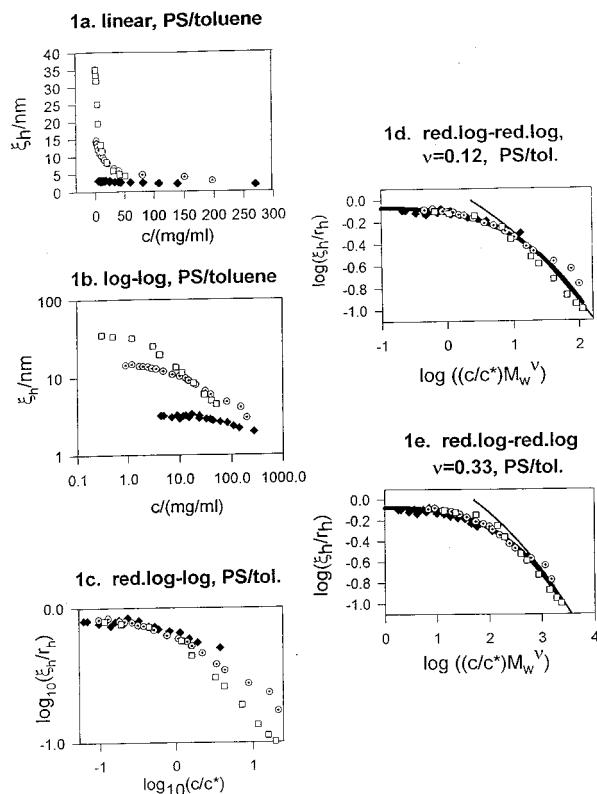 1a. linear, PS/toluene
40
35
30
25
20
15
10
5
0
ξh/nm
0 50 100 150 200 250 300
c/(mg/ml)
1b. log-log, PS/toluene
100
10
1
ξh/nm
0.1 1.0 10.0 100.0 1000.0
c/(mg/ml)
1c. red.log-log, PS/tol.
0.0
-1.0
log10(ξh/rh)
-1 0 1
log10(c/c*)
1d. red.log-red.log,
ν=0.12, PS/tol.
0.0
-0.2
-0.4
-0.6
-0.8
-1.0
log(ξh/rh)
-1 0 1 2
log ((c/c*)Mwν)
1e. red.log-red.log
ν=0.33, PS/tol.
0.0
-0.2
-0.4
-0.6
-0.8
-1.0
log(ξh/rh)
0 1 2 3 4
log ((c/c*)Mwν)